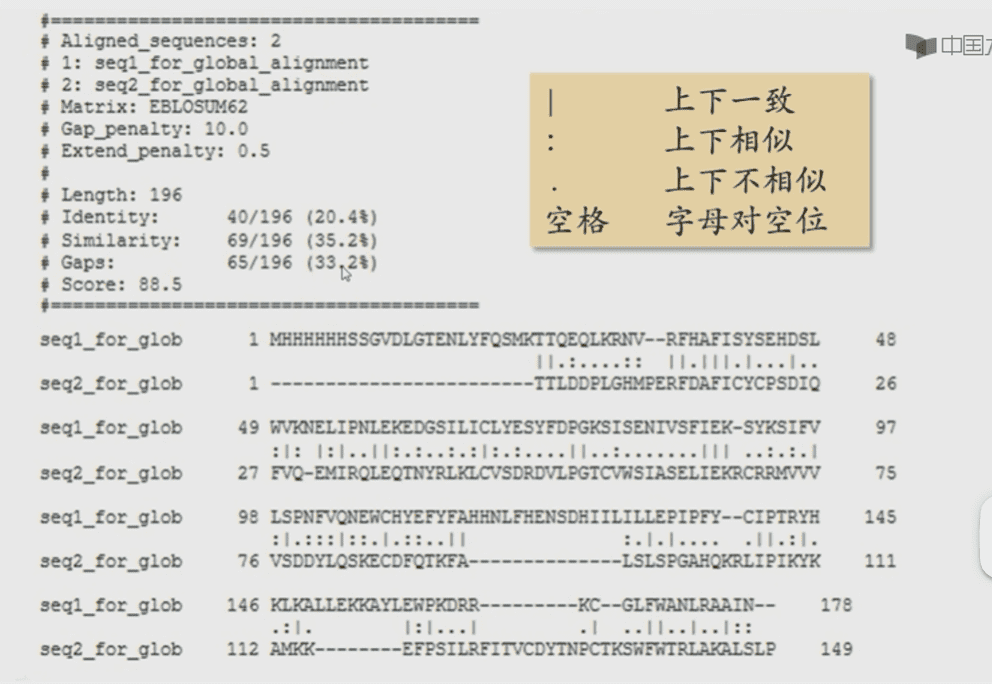 #=======================================
# Aligned_sequences: 2
# 1: seq1_for_global_alignment
# 2: seq2_for_global_alignment
# Matrix: EBLOSUM62
# Gap_penalty: 10.0
# Extend_penalty: 0.5
#
# Length: 196
# Identity: 40/196 (20.4%)
# Similarity: 69/196 (35.2%)
# Gaps: 65/196 (33.2%)
# Score: 88.5
#=======================================
中国
| 上下一致
: 上下相似
. 上下不相似
空格 字母对空位
seq1_for_glob 1 MHHHHHHSSGVDLGTENLYFQSMKTTQEQLKRNV--RFHAFISYSEHDSL 48
||.:....:: ||.|||.|...|..
seq2_for_glob 1 ------------------------TTLDDPLGHMPERFDAFICYCPSDIQ 26
seq1_for_glob 49 WVKNELIPNLEKEDGSILICLYESYFDPGKSISENIVSFIEK-SYKSIFV 97
:|: |:|..||:..:.:.:|:....||..:.......||| ..:.:.|
seq2_for_glob 27 FVQ-EMIRQLEQTNYRLKLCVSDRDVLPGTCVWSIASELIEKRCRRMVVV 75
seq1_for_glob 98 LSPNFVQNEWCHYEFYFAHHNLFHENSDHIILILLEPIPFY--CIPTRYH 145
:|.:::|::.|.::..|| :.|.|.... .||.:|.
seq2_for_glob 76 VSDDYLQSKECDFQTKFA--------------LSLSPGAHQKRLIPIKYK 111
seq1_for_glob 146 KLKALLEKKAYLEWPKDRR---------KC--GLFWANLRAAIN-- 178
.:|. |:|...| .| ..||..|..|::
seq2_for_glob 112 AMKK--------EFPSILRFITVCDYTNPCTKSWFWTRLAKALSLP 149